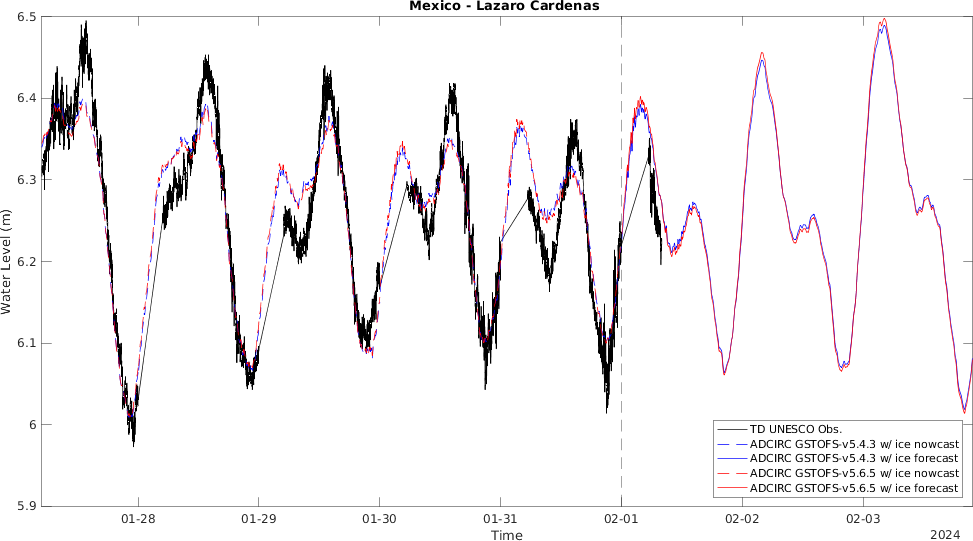 Mexico - Lazaro Cardenas
6.5
6.4
6.3
6.2
6.1
6
5.9
Water Level (m)
01-28
01-29
01-30
01-31
02-01
02-02
02-03
Time
2024
TD UNESCO Obs.
ADCIRC GSTOFS-v5.4.3 w/ ice nowcast
ADCIRC GSTOFS-v5.4.3 w/ ice forecast
ADCIRC GSTOFS-v5.6.5 w/ ice nowcast
ADCIRC GSTOFS-v5.6.5 w/ ice forecast